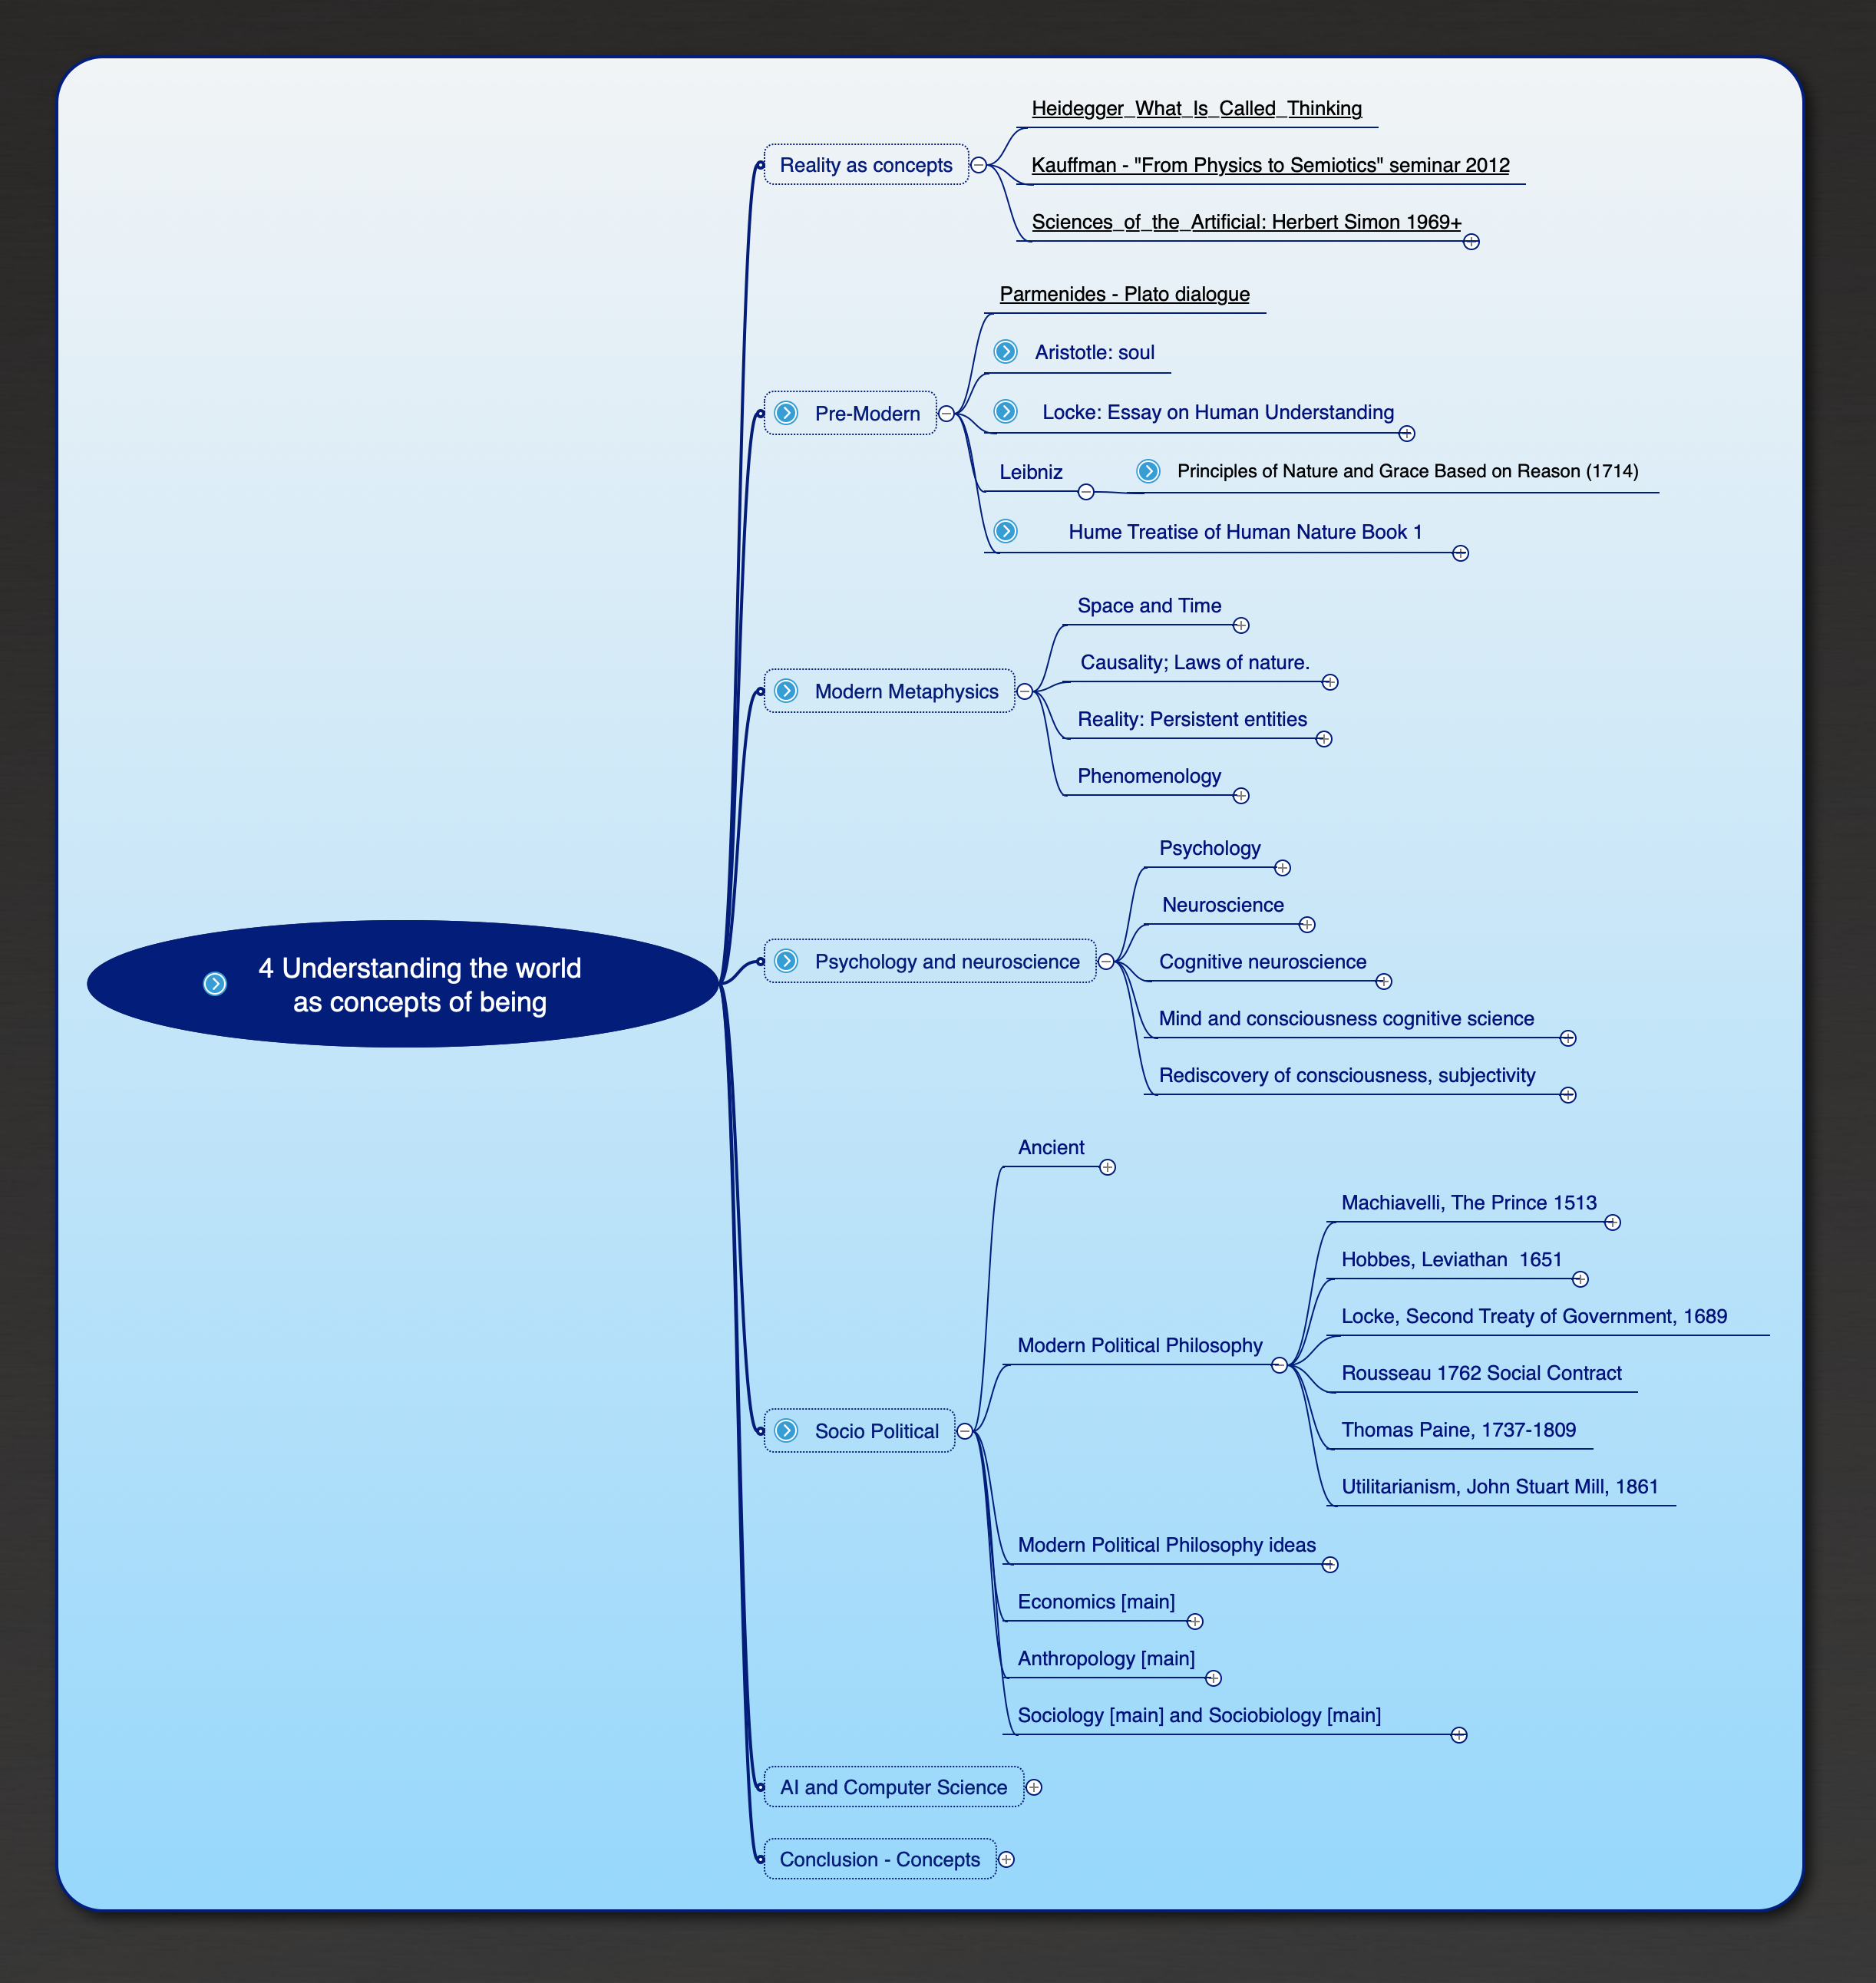 Heidegger_What_Is_Called_Thinking
Reality as concepts
Kauffman - "From Physics to Semiotics" seminar 2012
Sciences_of_the_Artificial: Herbert Simon 1969+
Parmenides - Plato dialogue
Aristotle: soul
Pre-Modern
Locke: Essay on Human Understanding
Leibniz
Principles of Nature and Grace Based on Reason (1714)
Hume Treatise of Human Nature Book 1
Space and Time
Causality; Laws of nature.
Modern Metaphysics
Reality: Persistent entities
Phenomenology
Psychology
Neuroscience
Psychology and neuroscience
Cognitive neuroscience
4 Understanding the world
as concepts of being
Mind and consciousness cognitive science
Rediscovery of consciousness, subjectivity
Ancient
Machiavelli, The Prince 1513
Hobbes, Leviathan  1651
Locke, Second Treaty of Government, 1689
Modern Political Philosophy
Rousseau 1762 Social Contract
Socio Political
Thomas Paine, 1737-1809
Utilitarianism, John Stuart Mill, 1861
Modern Political Philosophy ideas
Economics [main]
Anthropology [main]
Sociology [main] and Sociobiology [main]
AI and Computer Science
Conclusion - Concepts